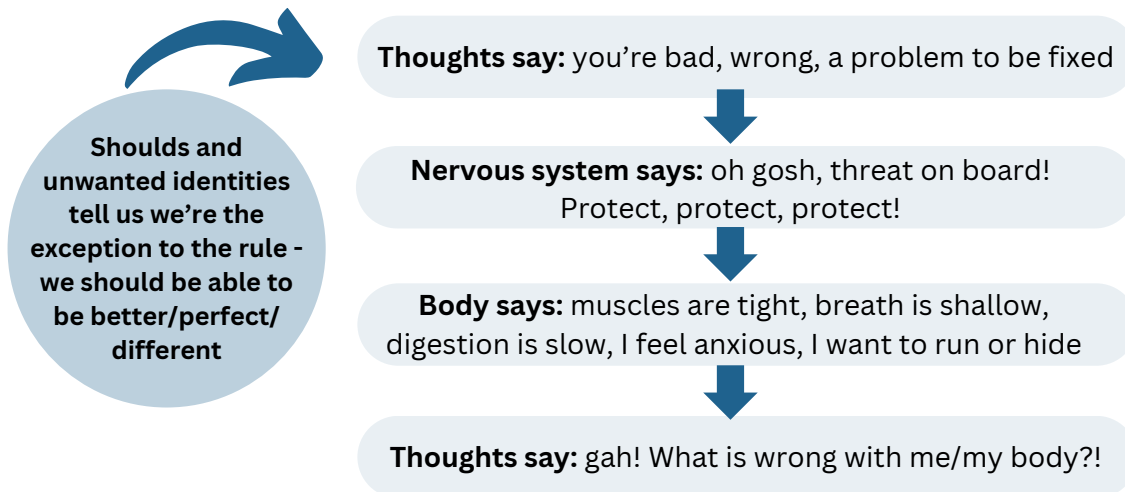 Shoulds and
unwanted identities
tell us we’re the
exception to the rule -
we should be able to
be better/perfect/
different
Thoughts say: you’re bad, wrong, a problem to be fixed
Nervous system says: oh gosh, threat on board!
Protect, protect, protect!
Body says: muscles are tight, breath is shallow,
digestion is slow, I feel anxious, I want to run or hide
Thoughts say: gah! What is wrong with me/my body?!